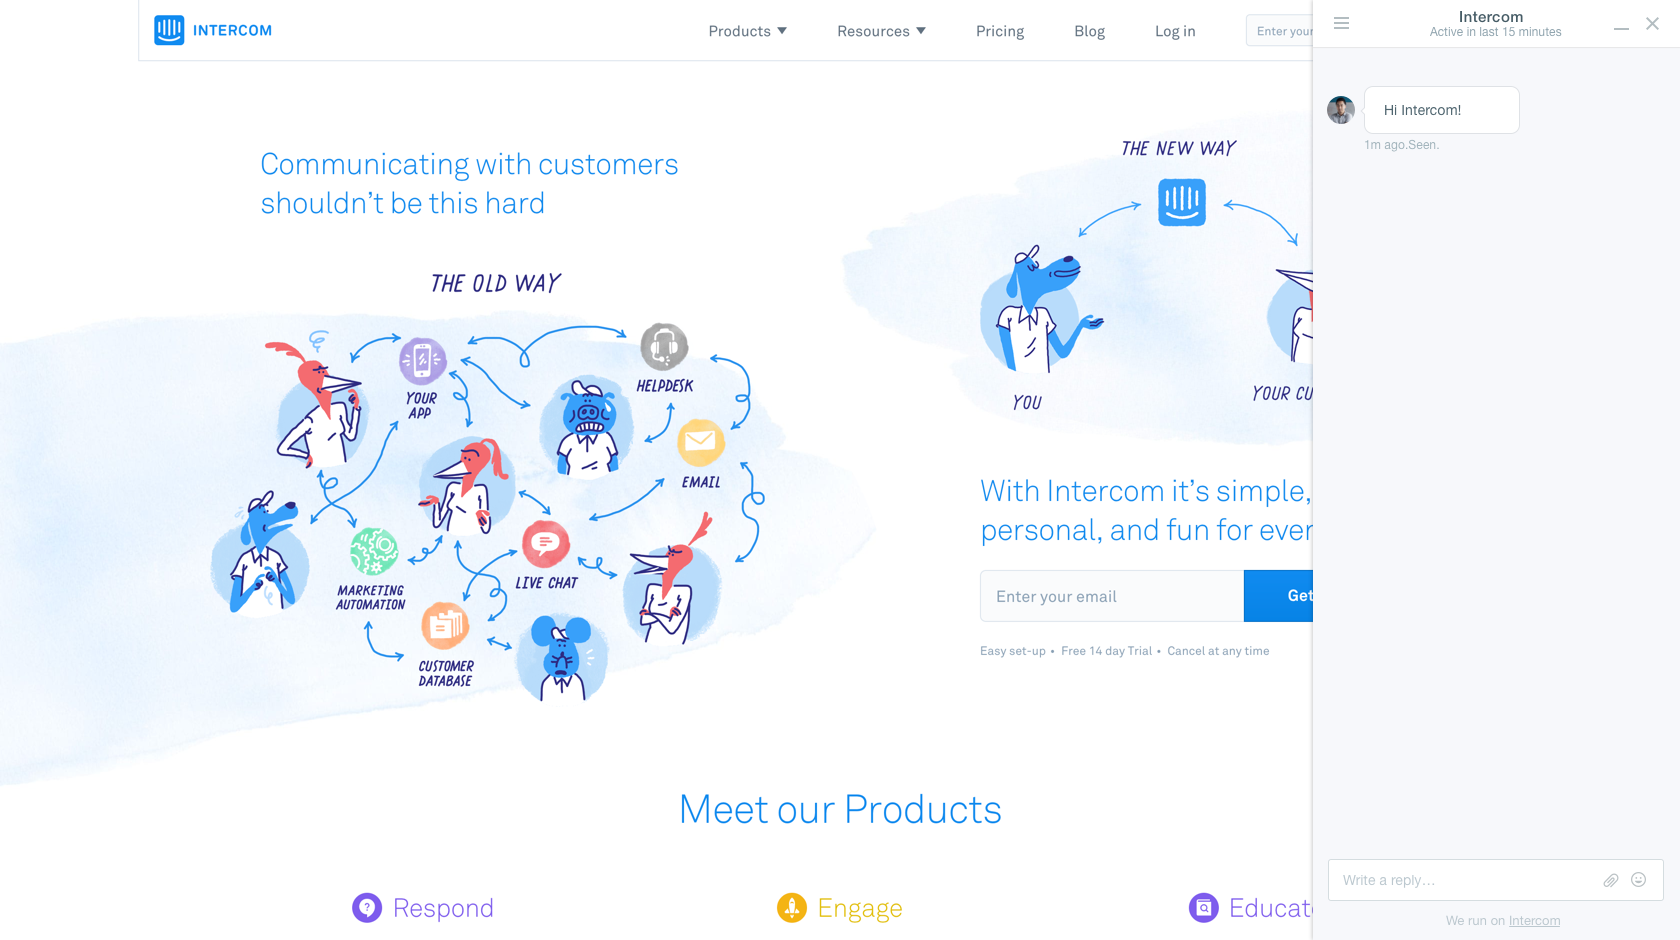 INTERCOM
Products
Resources
Pricing
Blog
Log in
Enter your
Intercom
Active in last 15 minutes
Hi Intercom!
1m ago.Seen.
Communicating with customers
shouldn’t be this hard
THE OLD WAY
YOUR
APP
HELPDESK
EMAIL
LIVE CHAT
MARKETING
AUTOMATION
CUSTOMER
DATABASE
THE NEW WAY
YOU
YOUR CU
With Intercom it’s simple,
personal, and fun for ever
Enter your email
Get
Easy set-up • Free 14 day Trial • Cancel at any time
Meet our Products
Respond
Engage
Educate
Write a reply…
We run on Intercom